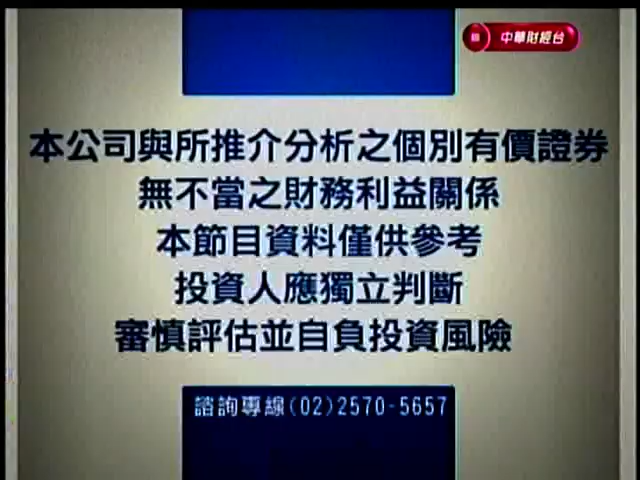 中華財經台
本公司與所推介分析之個別有價證券
無不當之財務利益關係
本節目資料僅供參考
投資人應獨立判斷
審慎評估並自負投資風險
諮詢專線(02)2570-5657